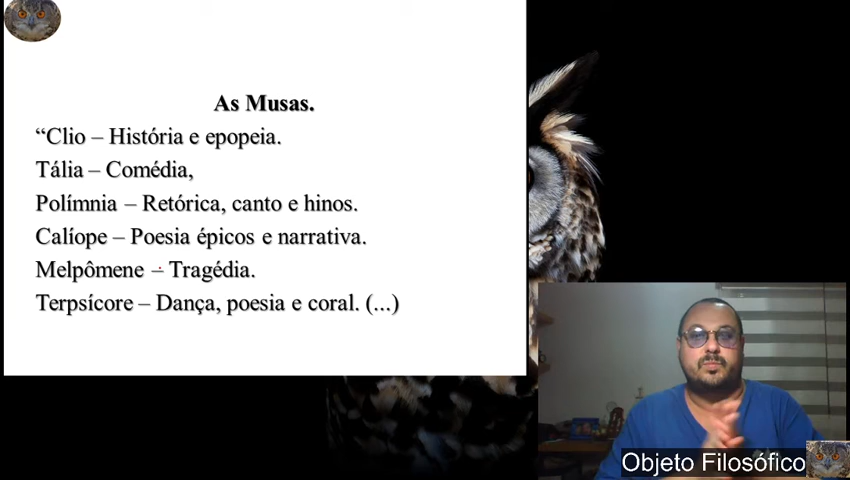 As Musas.
“Clio – História e epopeia.
Tália – Comédia,
Polímnia – Retórica, canto e hinos.
Calíope – Poesia épicos e narrativa.
Melpômene – Tragédia.
Terpsícore – Dança, poesia e coral. (...)
Objeto Filosófico